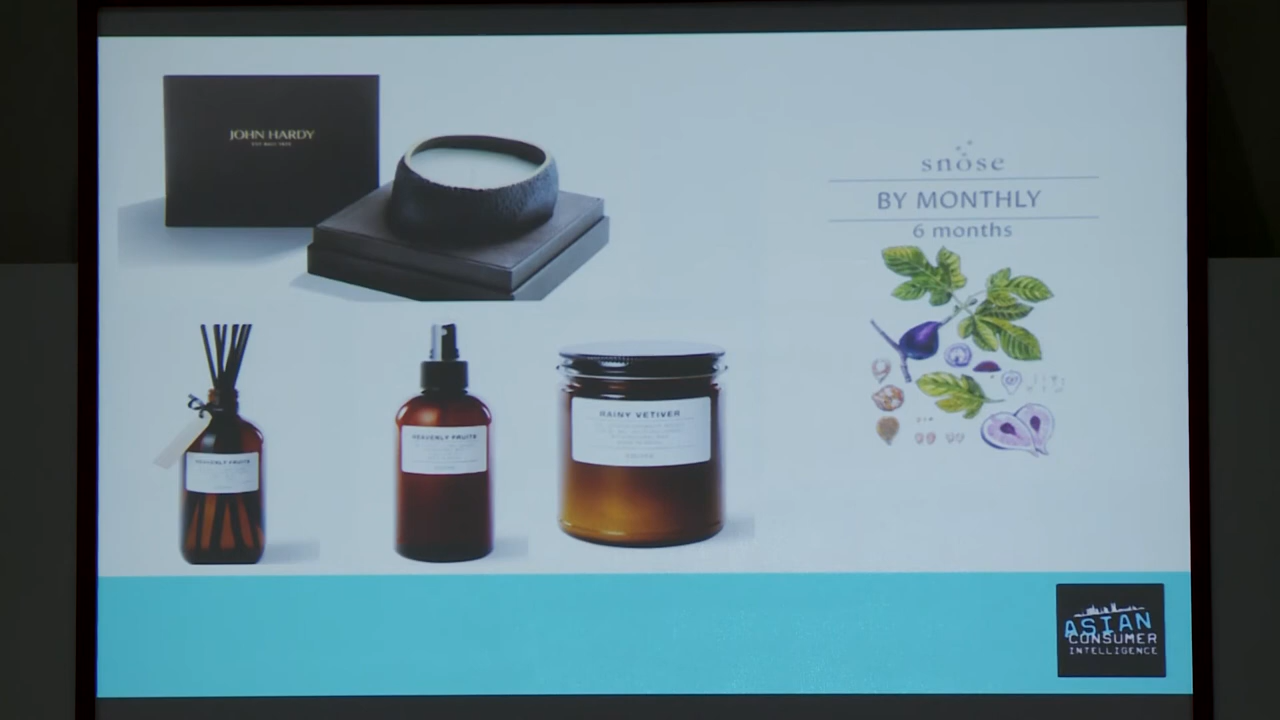 JOHN HARDY
snose
BY MONTHLY
6 months
HEAVENLY FRUITS
HEAVENLY FRUITS
RAINY VETIVER
ASIAN
CONSUMER
INTELLIGENCE